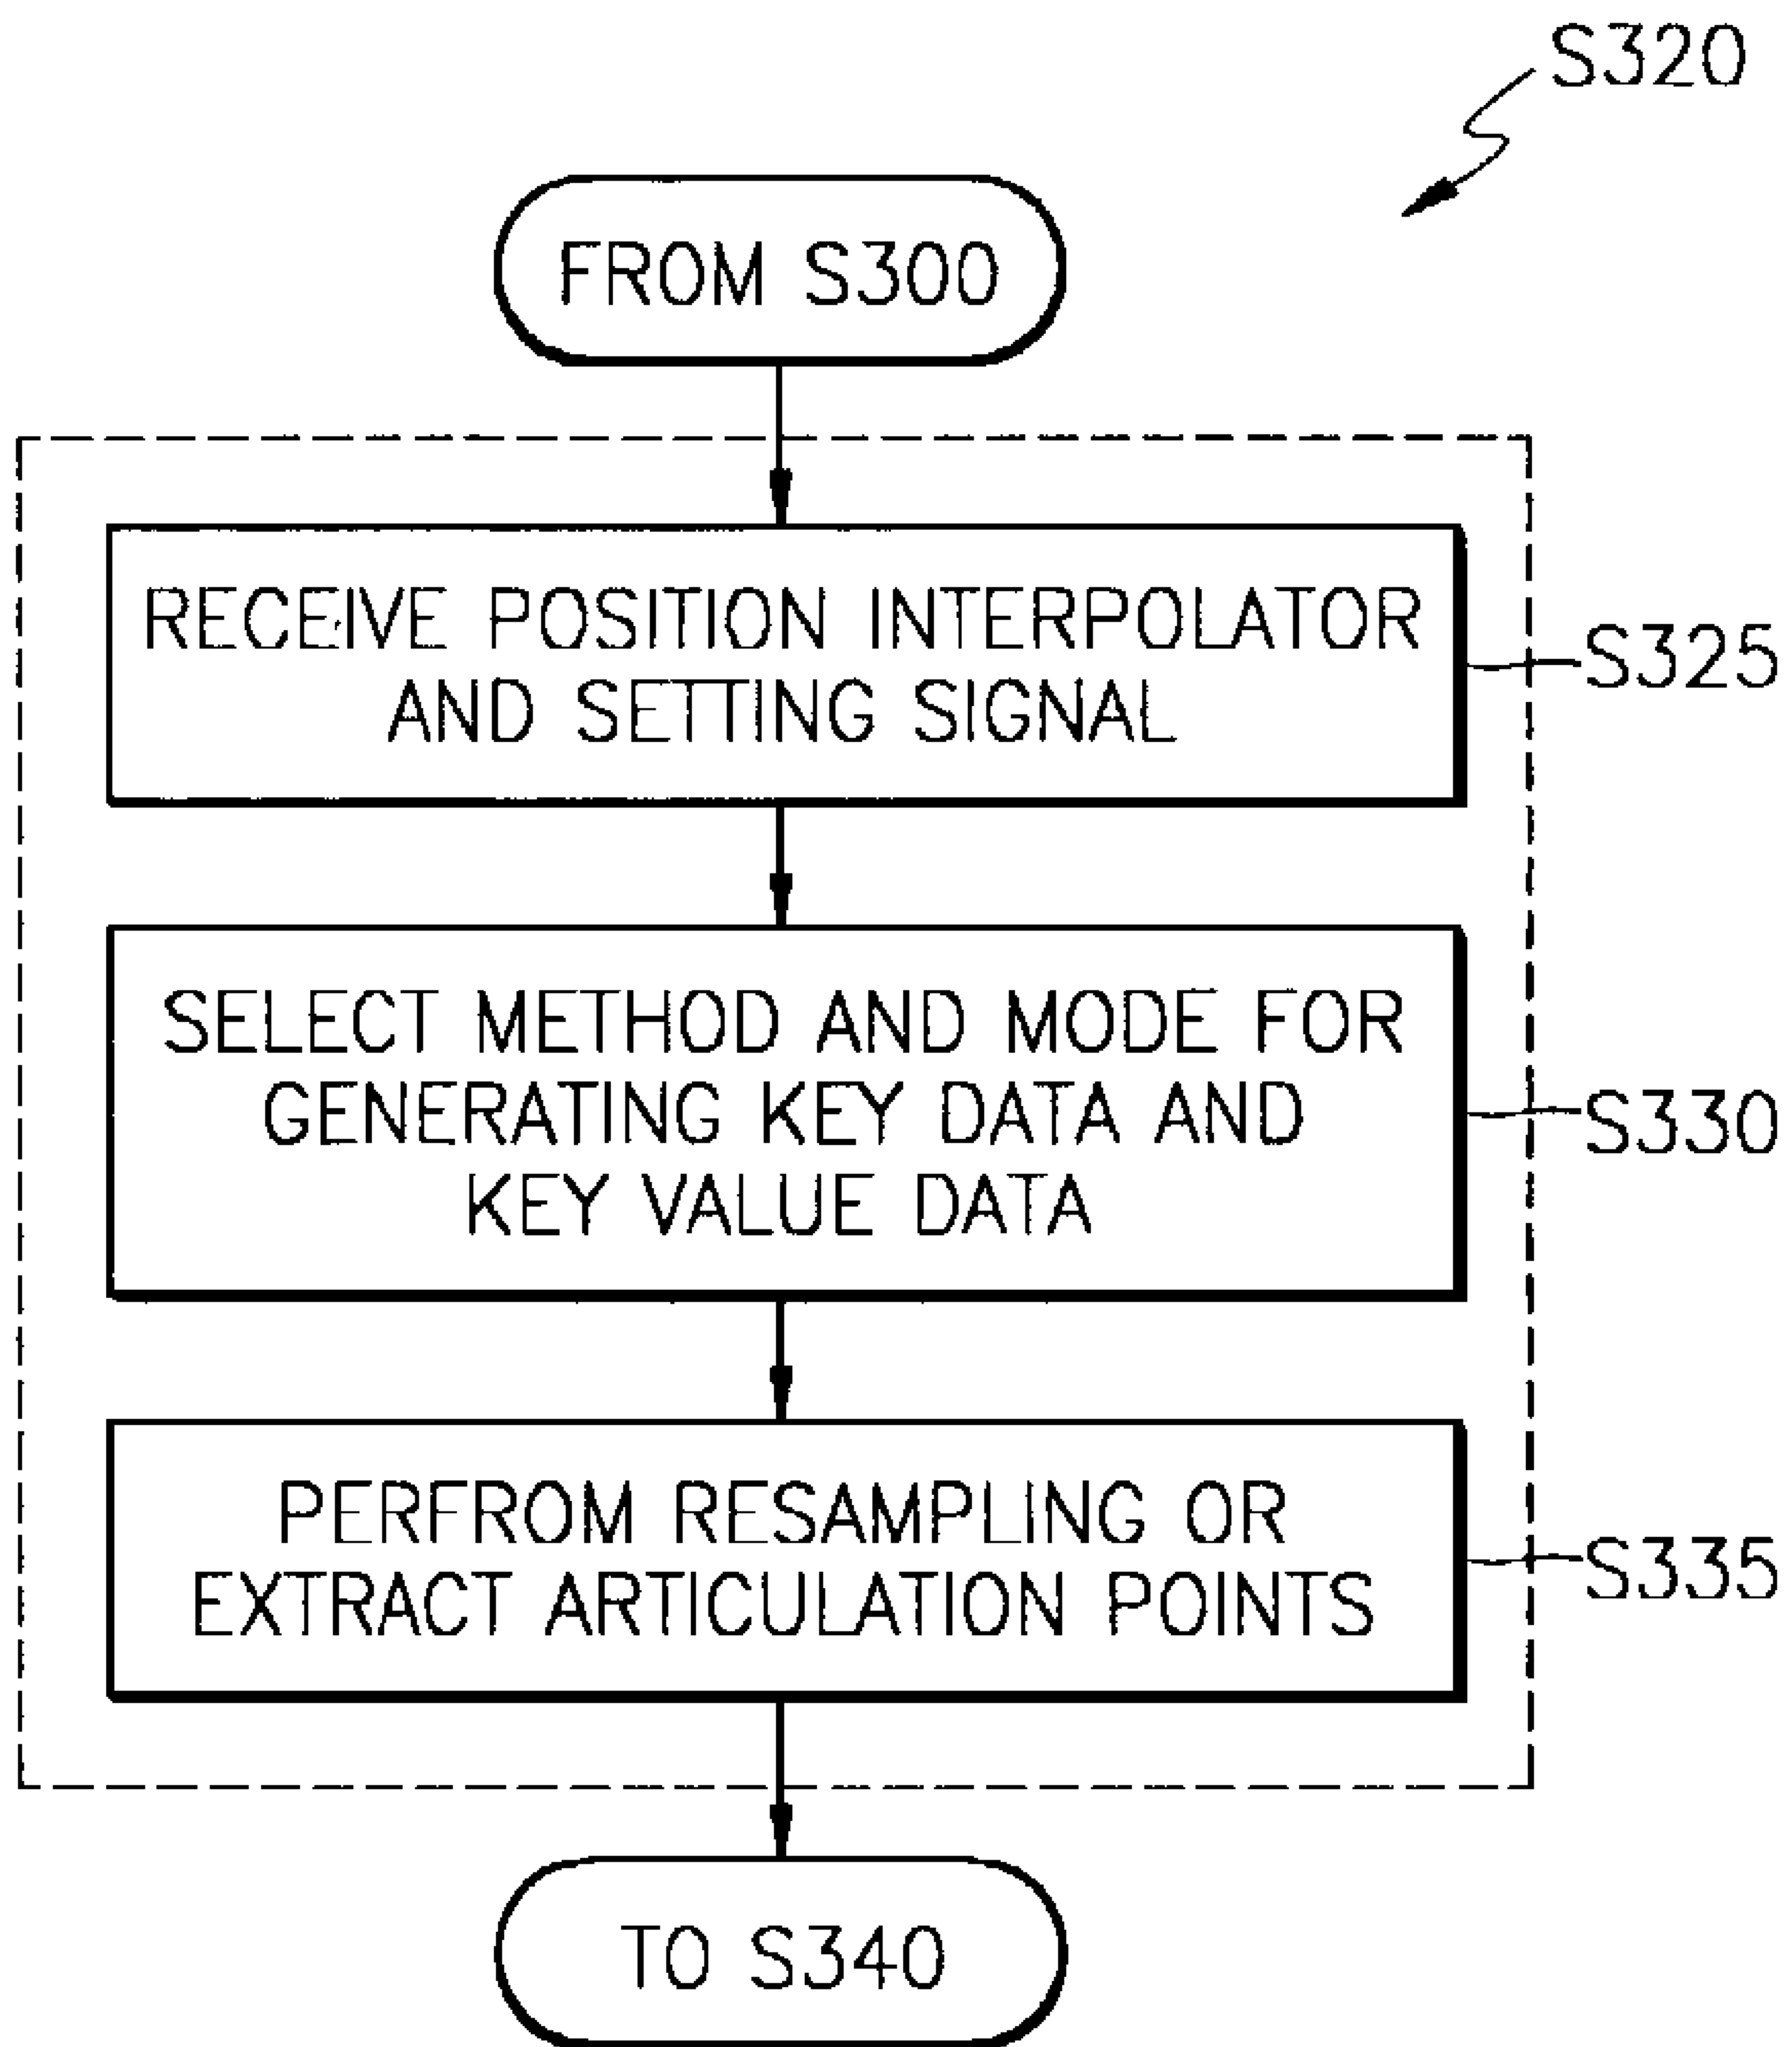 S320
FROM S300
RECEIVE POSITION INTERPOLATOR
AND SETTING SIGNAL
S325
SELECT METHOD AND MODE FOR
GENERATING KEY DATA AND
KEY VALUE DATA
S330
PERFROM RESAMPLING OR
EXTRACT ARTICULATION POINTS
S335
TO S340